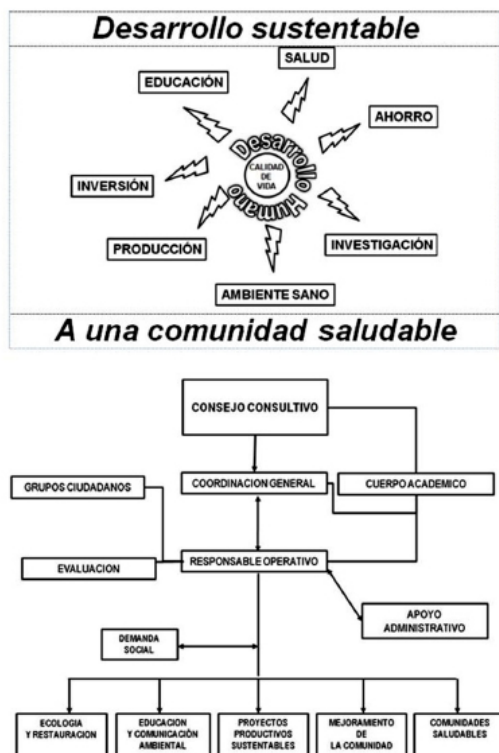 Desarrollo sustentable
SALUD
EDUCACIÓN
AHORRO
Desarrollo Humano
CALIDAD
DE
VIDA
INVERSIÓN
PRODUCCIÓN
INVESTIGACIÓN
AMBIENTE SANO
A una comunidad saludable
CONSEJO CONSULTIVO
GRUPOS CIUDADANOS
COORDINACION GENERAL
CUERPO ACADEMICO
EVALUACION
RESPONSABLE OPERATIVO
APOYO
ADMINISTRATIVO
DEMANDA
SOCIAL
ECOLOGIA
Y RESTAURACION
EDUCACION
Y COMUNICACIÓN
AMBIENTAL
PROYECTOS
PRODUCTIVOS
SUSTENTABLES
MEJORAMIENTO
DE
LA COMUNIDAD
COMUNIDADES
SALUDABLES